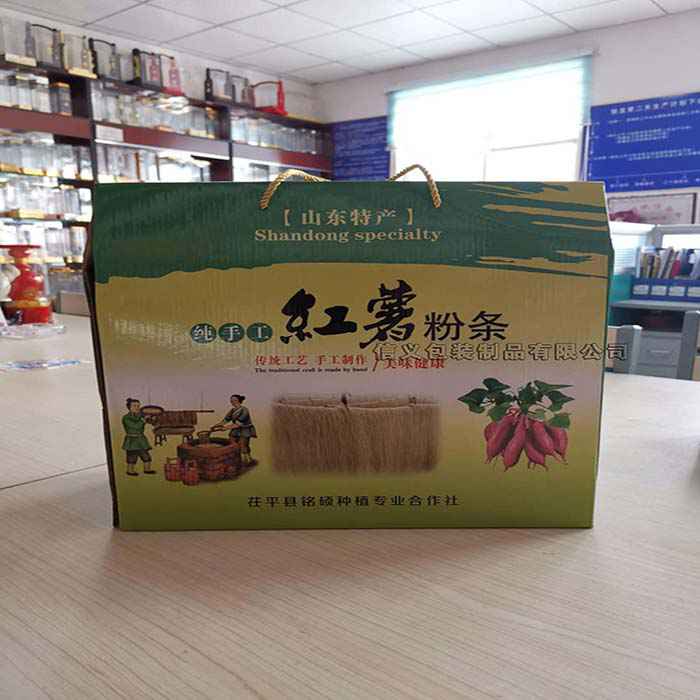 【山东特产】
Shandong specialty
纯手工 紅薯粉条
信义包装制品有限公司
传统工艺 手工制作/美味健康
The traditional craft is made by hand
茌平县铭硕种植专业合作社